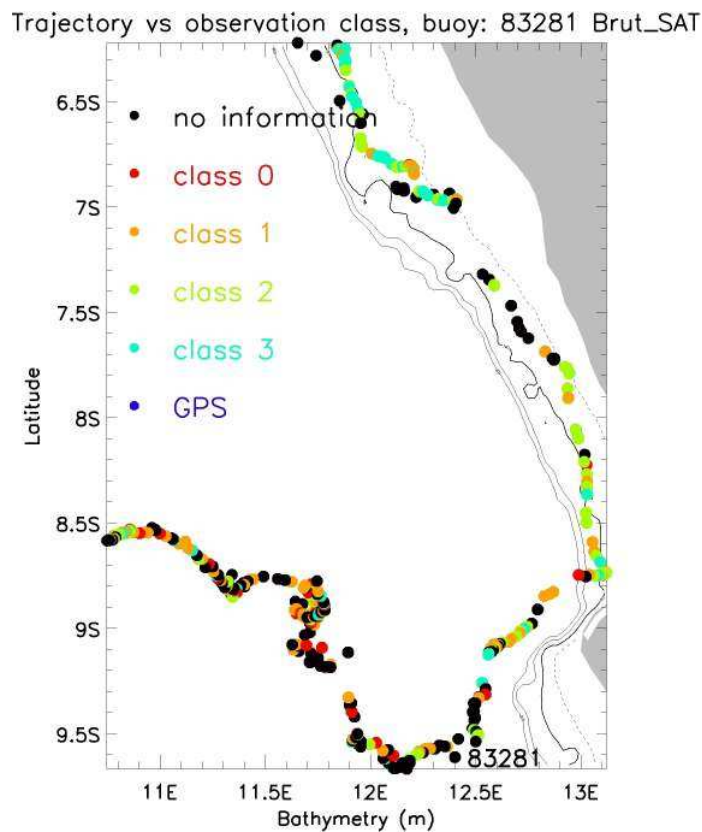 Trajectory vs observation class, buoy: 83281 Brut_SAT
6.5S
7S
7.5S
8S
8.5S
9S
9.5S
Latitude
no information
class 0
class 1
class 2
class 3
GPS
83281
11E
11.5E
12E
12.5E
13E
Bathymetry (m)